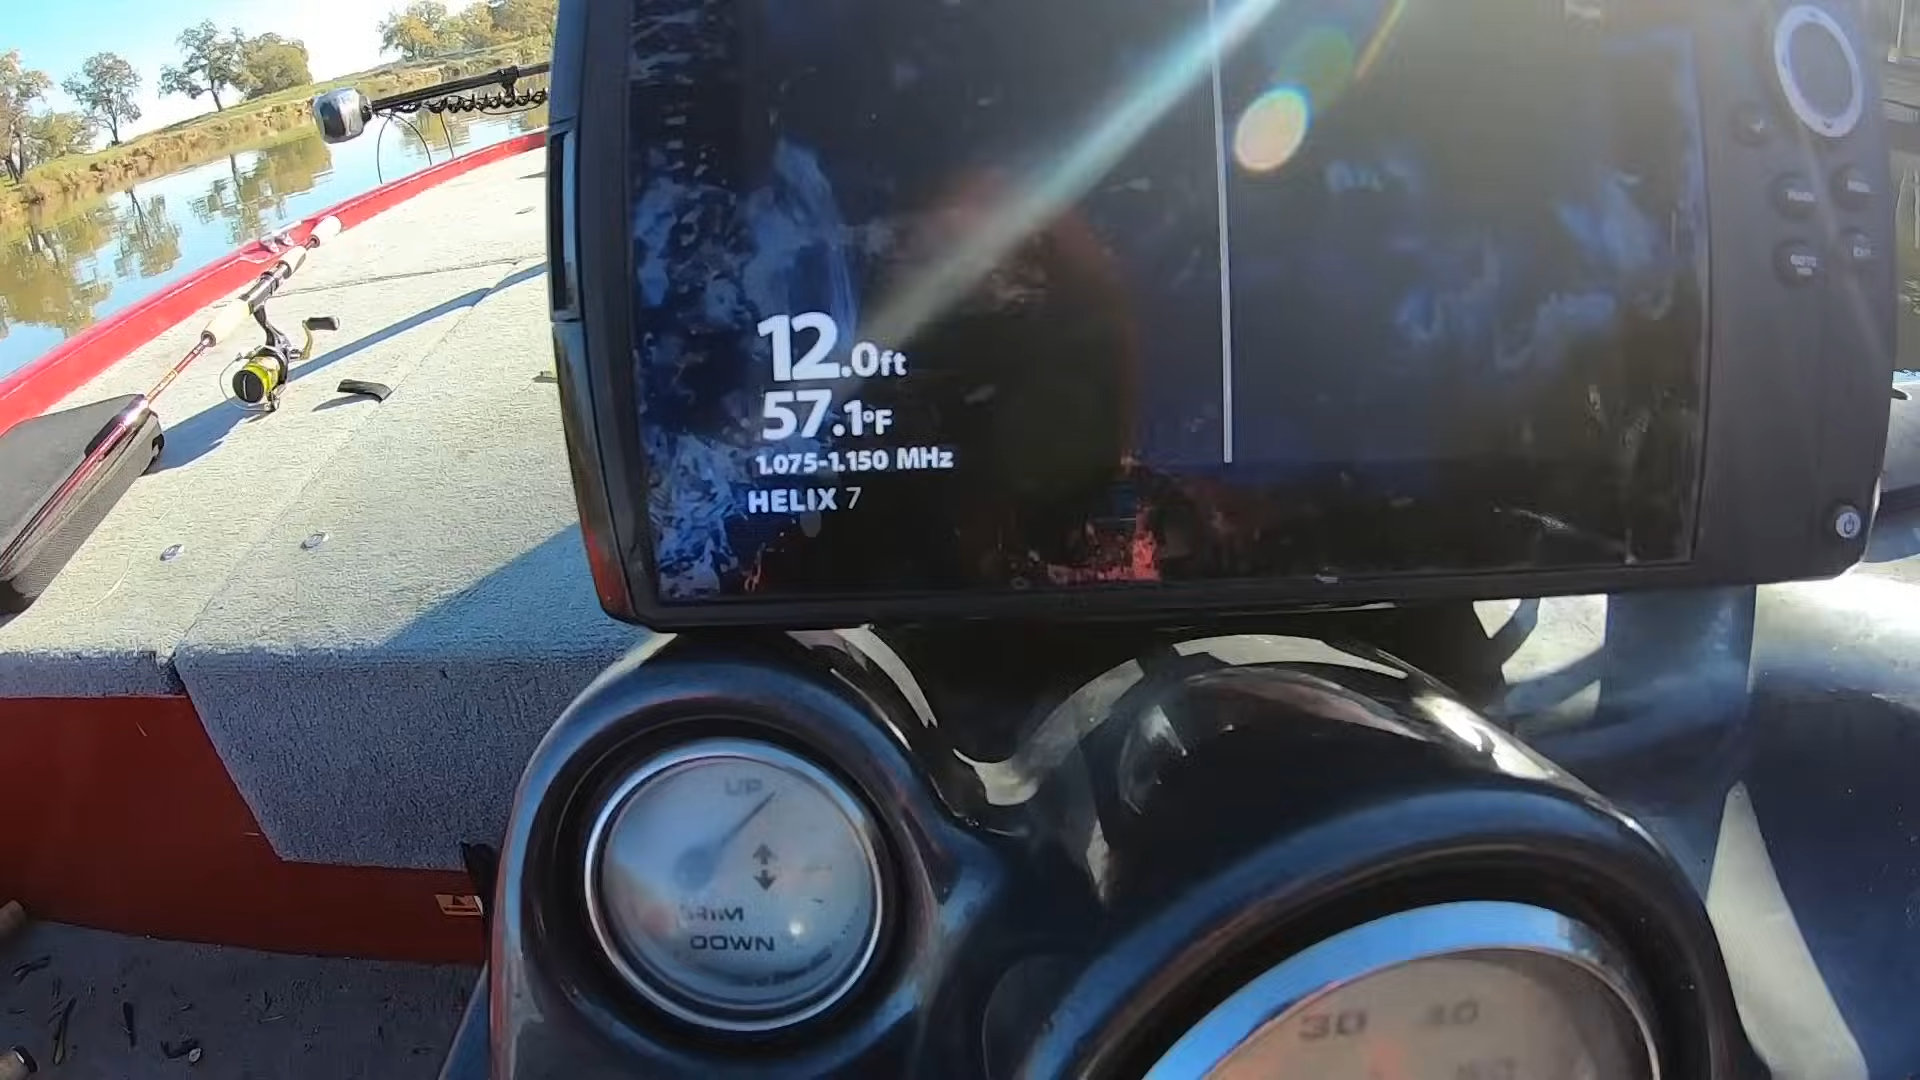 12.0ft
57.1°F
1.075-1.150 MHz
HELIX 7
UP
TRIM
DOWN
30 40